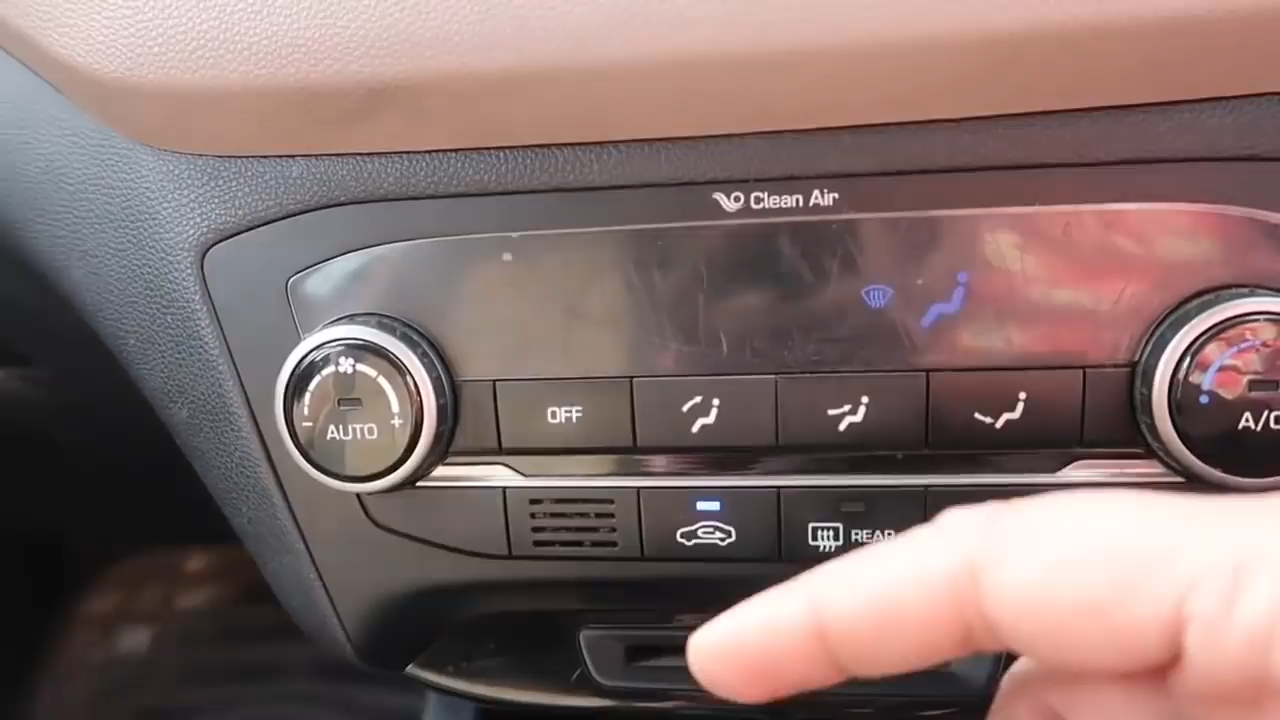 Clean Air
OFF
- AUTO +
A/C
REAR